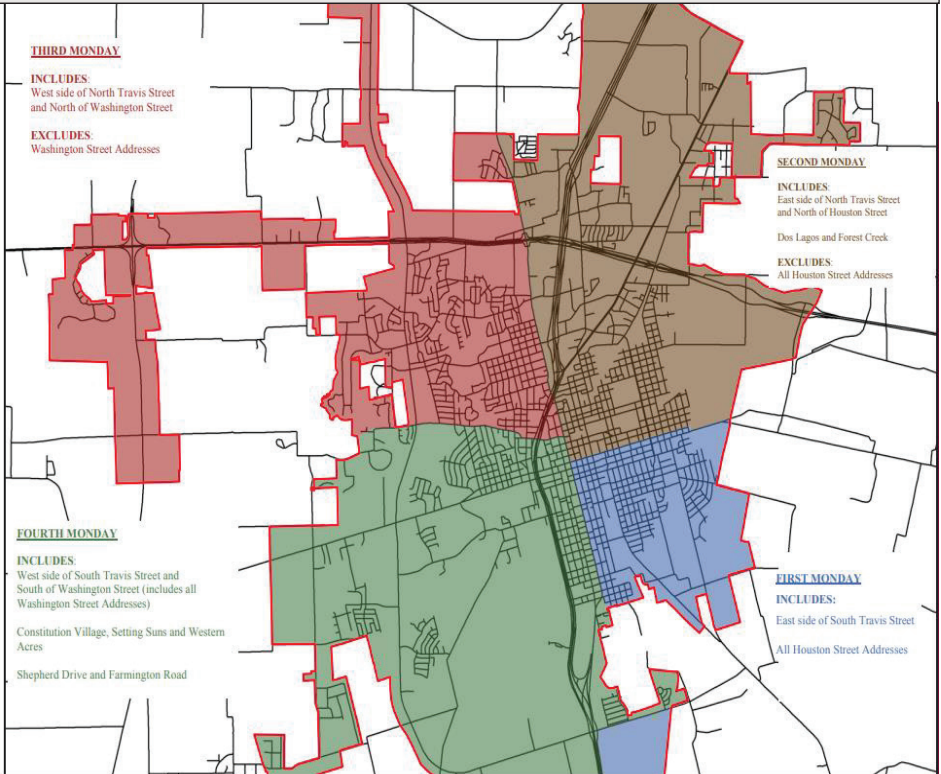 THIRD MONDAY
INCLUDES:
West side of North Travis Street
and North of Washington Street
EXCLUDES:
Washington Street Addresses
SECOND MONDAY
INCLUDES:
East side of North Travis Street
and North of Houston Street
Dos Lagos and Forest Creek
EXCLUDES:
All Houston Street Addresses
FOURTH MONDAY
INCLUDES:
West side of South Travis Street and
South of Washington Street (includes all
Washington Street Addresses)
Constitution Village, Setting Suns and Western
Acres
Shepherd Drive and Farmington Road
FIRST MONDAY
INCLUDES:
East side of South Travis Street
All Houston Street Addresses